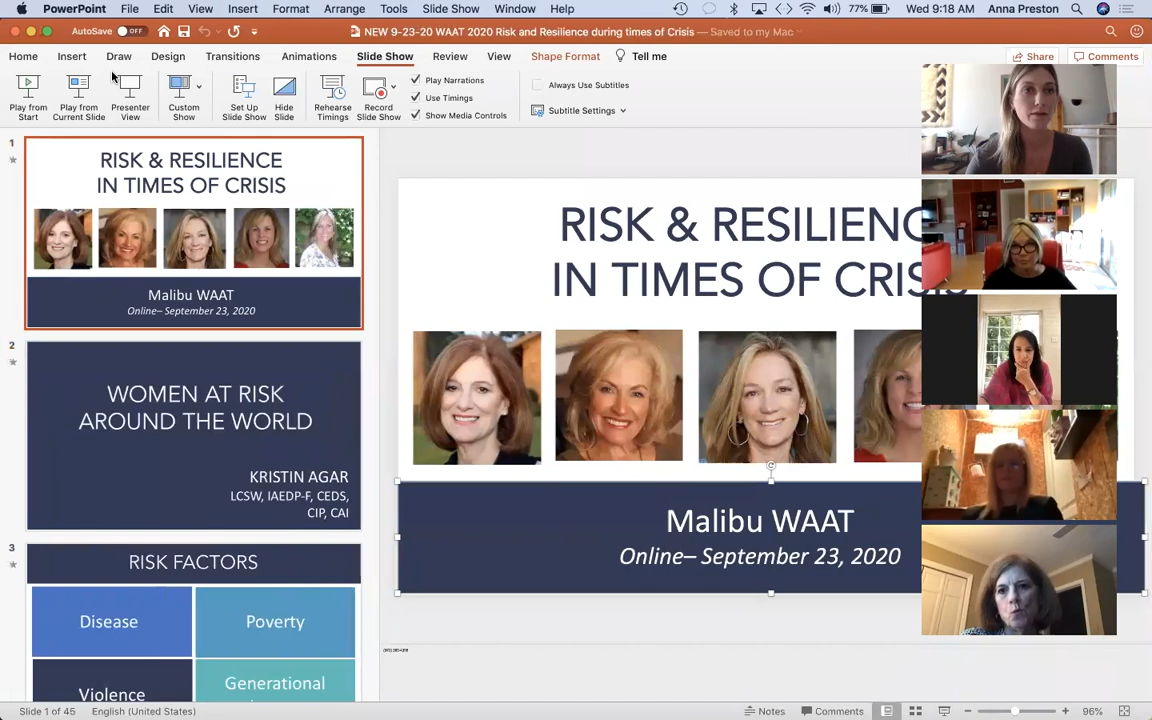 PowerPoint File Edit View Insert Format Arrange Tools Slide Show Window Help 77% Wed 9:18 AM Anna Preston
AutoSave OFF NEW 9-23-20 WAAT 2020 Risk and Resilience during times of Crisis — Saved to my Mac
Home Insert Draw Design Transitions Animations Slide Show Review View Shape Format Tell me Share Comments
Play from Start
Play from Current Slide
Presenter View
Custom Show
Set Up Slide Show
Hide Slide
Rehearse Timings
Record Slide Show
Play Narrations
Use Timings
Show Media Controls
Always Use Subtitles
Subtitle Settings
1
RISK & RESILIENCE
IN TIMES OF CRISIS
Malibu WAAT
Online– September 23, 2020
2
WOMEN AT RISK
AROUND THE WORLD
KRISTIN AGAR
LCSW, IAEDP-F, CEDS,
CIP, CAI
3
RISK FACTORS
Disease
Poverty
Violence
Generational
RISK & RESILIENC
IN TIMES OF CRIS
Malibu WAAT
Online– September 23, 2020
Slide 1 of 45 English (United States) Notes Comments 96%